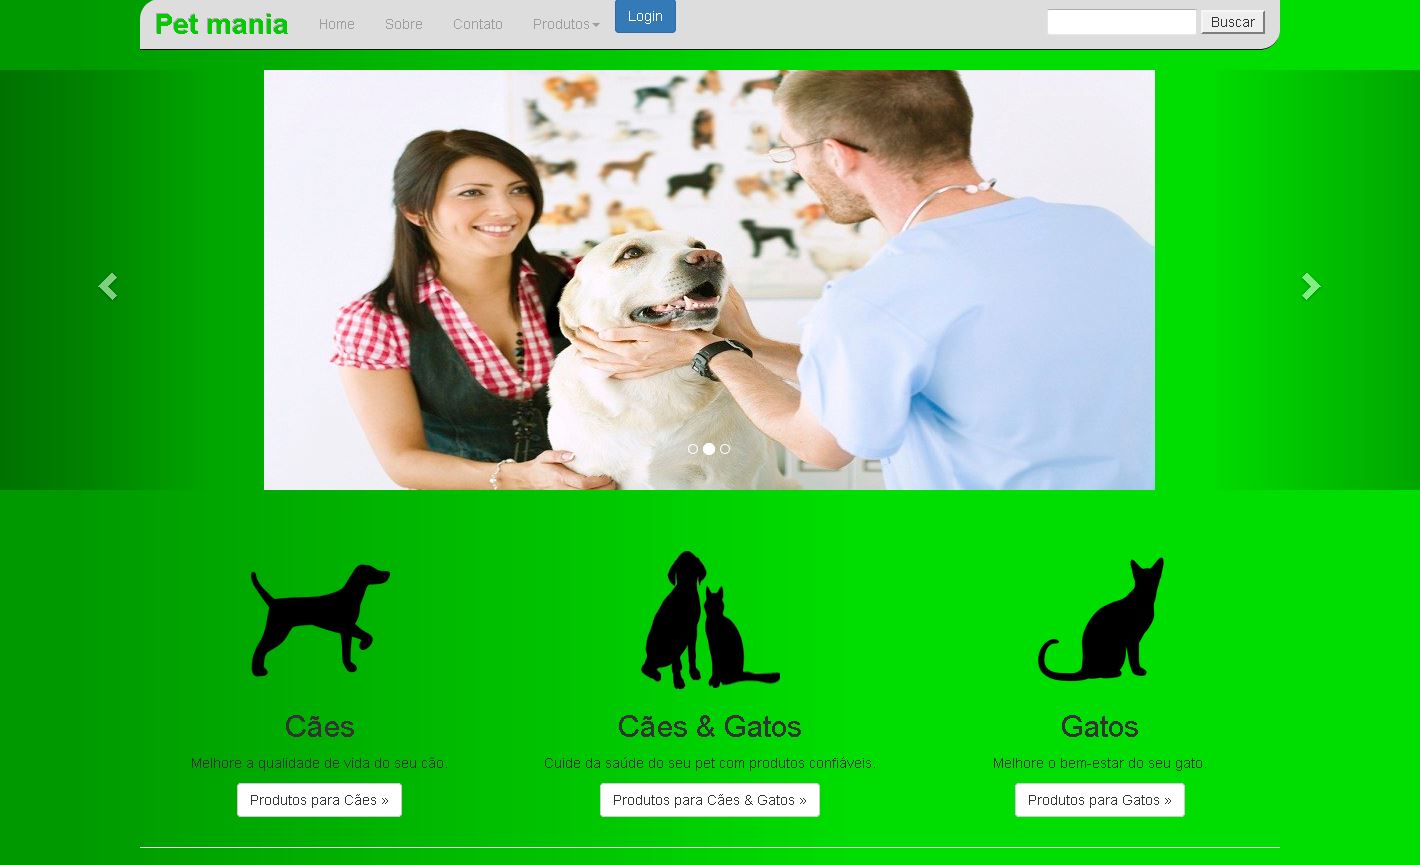 Pet mania Home Sobre Contato Produtos Login Buscar
Cães Cães & Gatos Gatos
Melhore a qualidade de vida do seu cão. Cuide da saúde do seu pet com produtos confiáveis. Melhore o bem-estar do seu gato
Produtos para Cães » Produtos para Cães & Gatos » Produtos para Gatos »